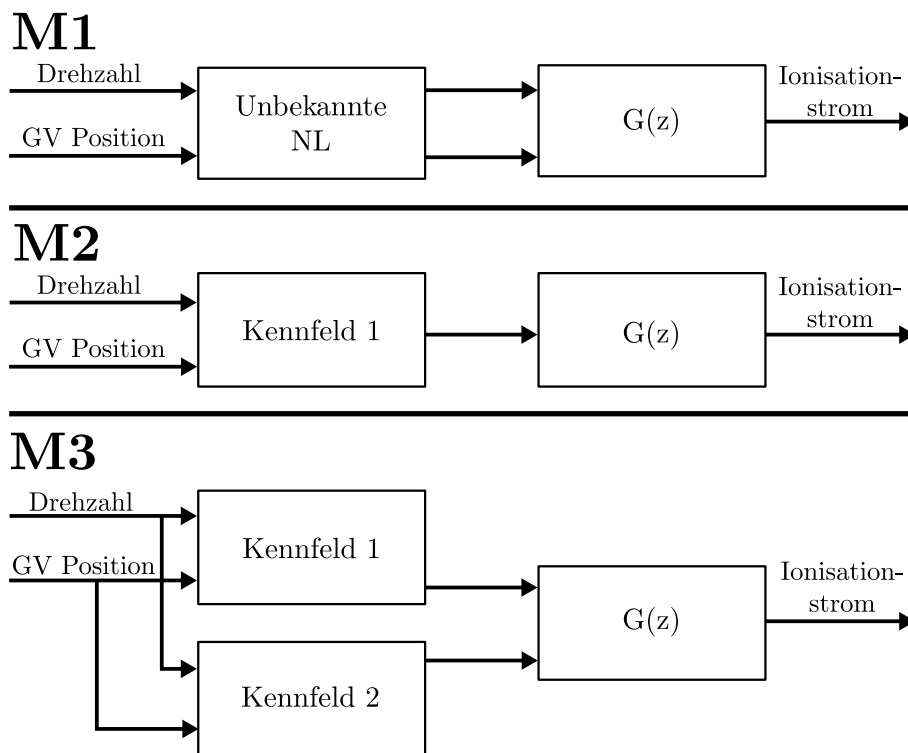 M1
Drehzahl
GV Position
Unbekannte
NL
G(z)
Ionisation-
strom
M2
Drehzahl
GV Position
Kennfeld 1
G(z)
Ionisation-
strom
M3
Drehzahl
GV Position
Kennfeld 1
Kennfeld 2
G(z)
Ionisation-
strom